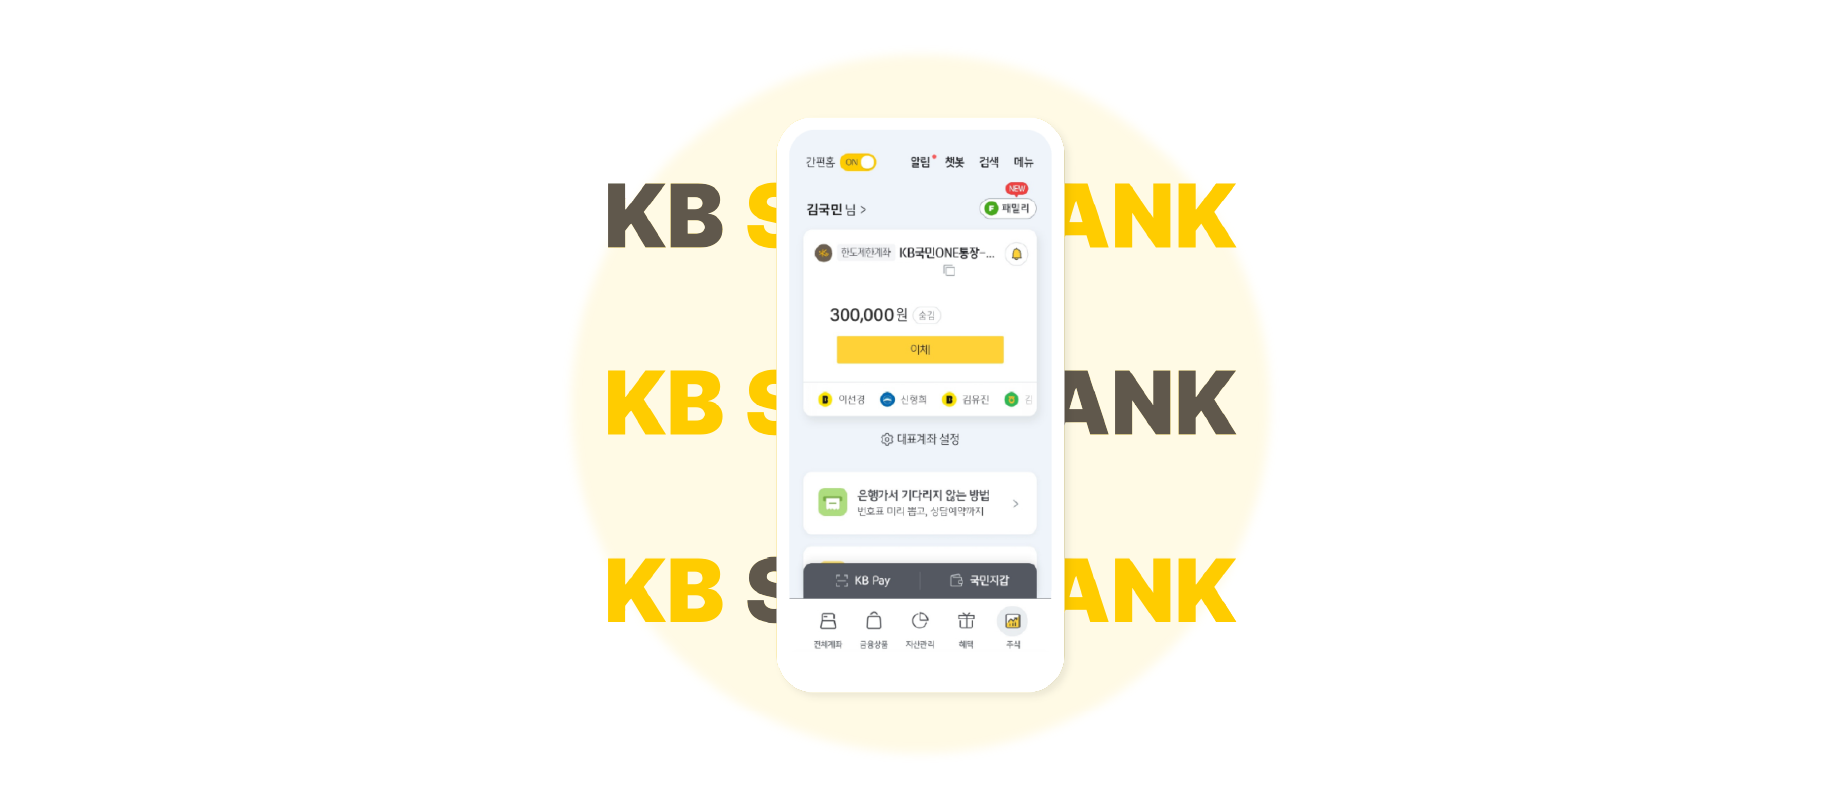 간편홈 ON 알림 챗봇 검색 메뉴
NEW
KB S ANK
김국민 님 > F 패밀리
한도제한계좌 KB국민ONE통장-...
300,000원 숨김
이체
KB S ANK
이선경 신형희 김유진 김
대표계좌 설정
은행가서 기다리지 않는 방법
번호표 미리 뽑고, 상담예약까지
KB S ANK
KB Pay 국민지갑
전체계좌 금융상품 자산관리 혜택 주식